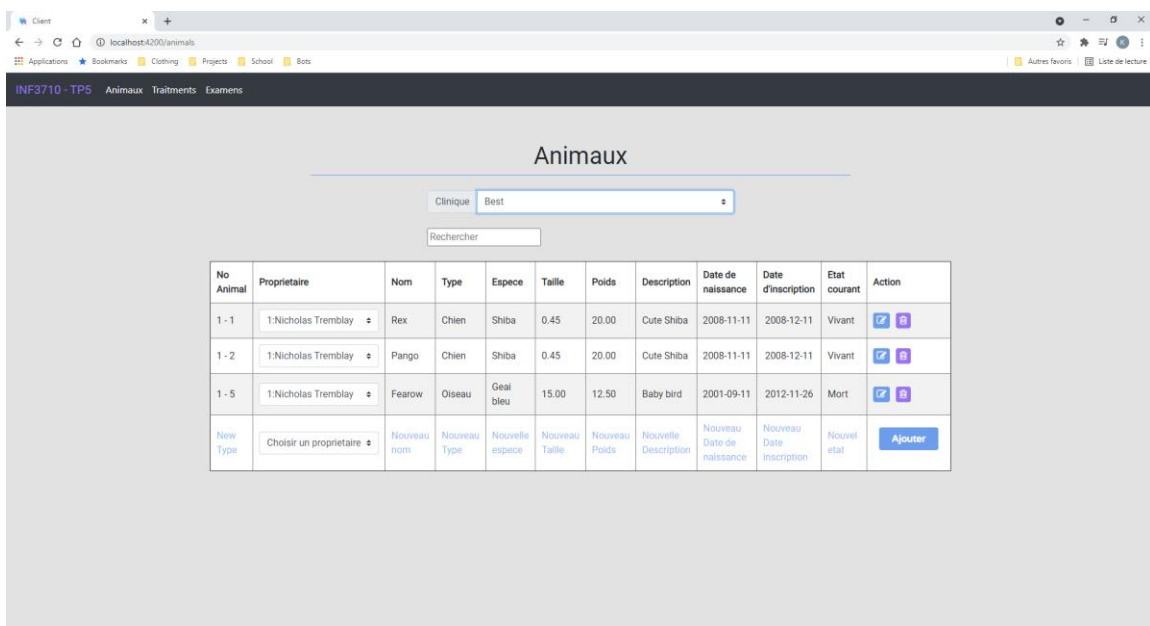 Client
localhost:4200/animals
Applications Bookmarks Clothing Projects School Bots Autres favoris Liste de lecture
INF3710 - TP5 Animaux Traitments Examens
Animaux
Clinique Best
Rechercher
No Animal Proprietaire Nom Type Espece Taille Poids Description Date de naissance Date d'inscription Etat courant Action
1 - 1 1:Nicholas Tremblay Rex Chien Shiba 0.45 20.00 Cute Shiba 2008-11-11 2008-12-11 Vivant
1 - 2 1:Nicholas Tremblay Pango Chien Shiba 0.45 20.00 Cute Shiba 2008-11-11 2008-12-11 Vivant
1 - 5 1:Nicholas Tremblay Fearow Oiseau Geai bleu 15.00 12.50 Baby bird 2001-09-11 2012-11-26 Mort
New Type Choisir un proprietaire Nouveau nom Nouveau Type Nouvelle espece Nouveau Taille Nouveau Poids Nouvelle Description Nouveau Date de naissance Nouveau Date inscription Nouvel etat Ajouter